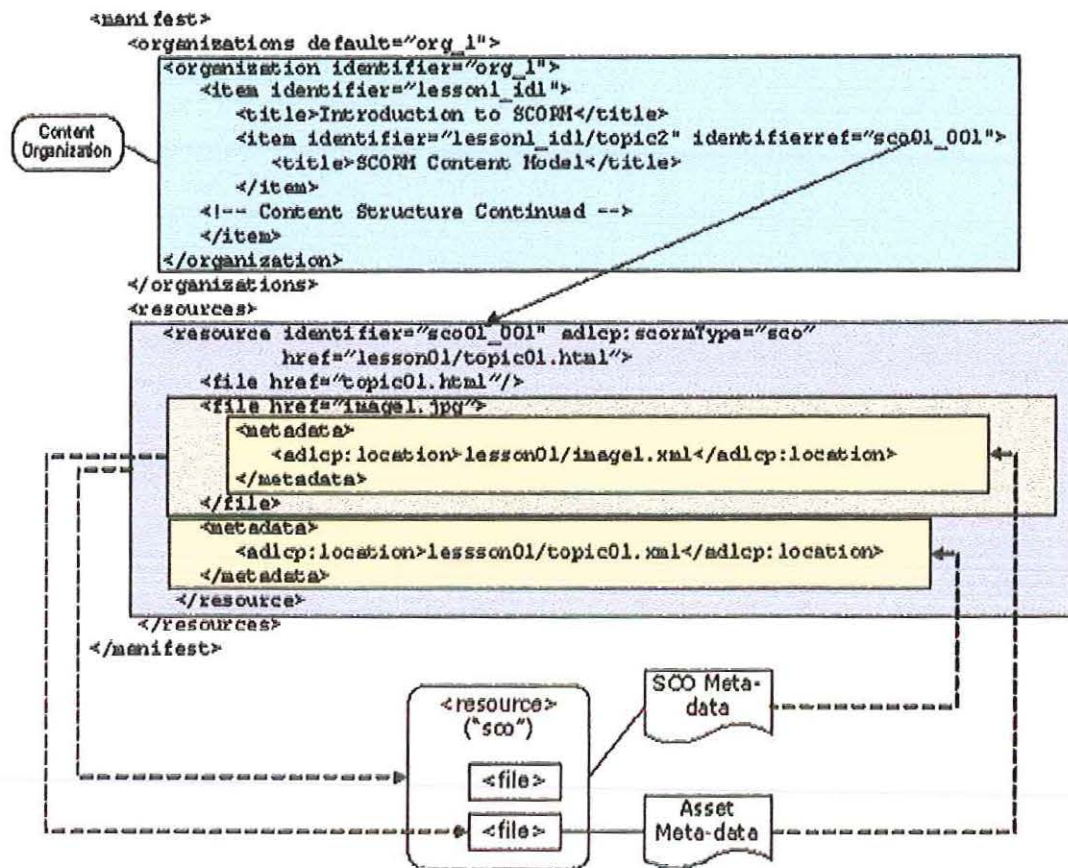 <manifest>
<organizations default="org_1">
<organization identifier="org_1">
<item identifier="lesson1_id1">
<title>Introduction to SCORM</title>
<item identifier="lesson1_id1/topic2" identifierref="sco01_001">
<title>SCORM Content Model</title>
</item>
<!-- Content Structure Continued -->
</item>
</organization>
</organizations>
<resources>
<resource identifier="sco01_001" adlcp:scormType="sco"
href="lesson01/topic01.html">
<file href="topic01.html"/>
<file href="image1.jpg">
<metadata>
<adlcp:location>lesson01/image1.xml</adlcp:location>
</metadata>
</file>
<metadata>
<adlcp:location>lessson01/topic01.xml</adlcp:location>
</metadata>
</resource>
</resources>
</manifest>
Content
Organization
<resource>
("sco")
<file>
<file>
SCO Meta-
data
Asset
Meta-data